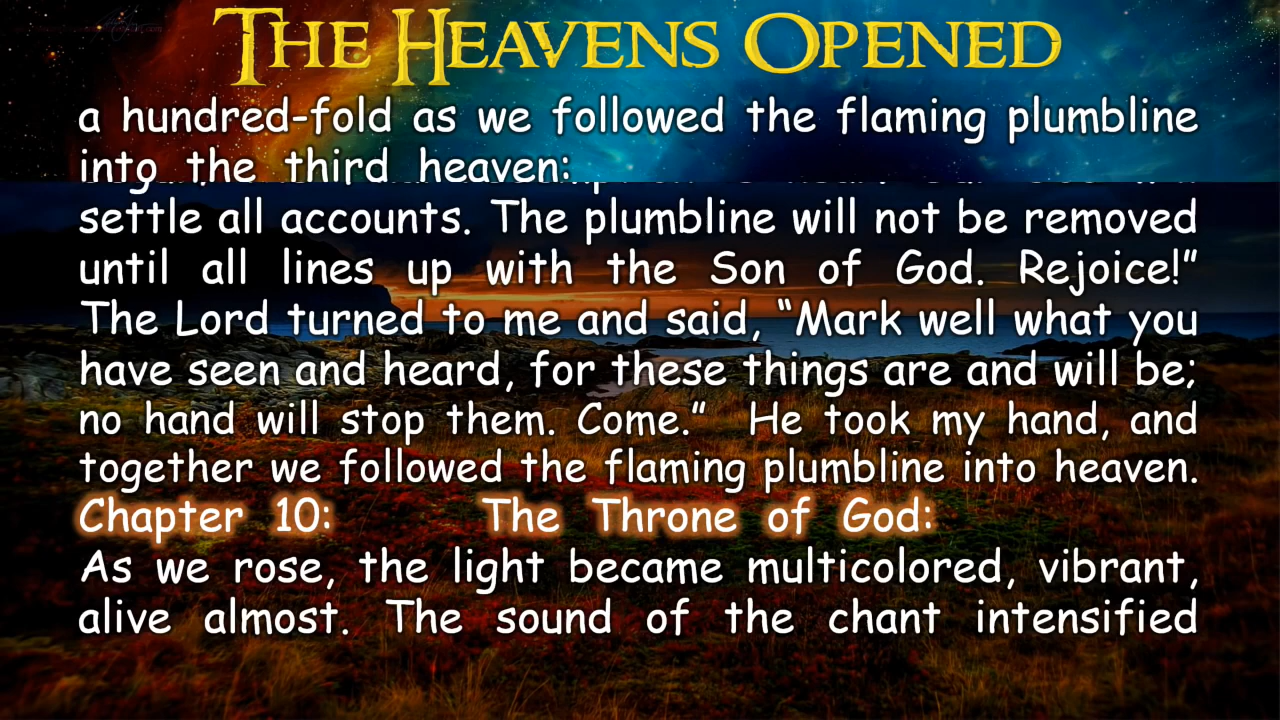 THE HEAVENS OPENED
a hundred-fold as we followed the flaming plumbline
into the third heaven:
settle all accounts. The plumbline will not be removed
until all lines up with the Son of God. Rejoice!”
The Lord turned to me and said, “Mark well what you
have seen and heard, for these things are and will be;
no hand will stop them. Come.” He took my hand, and
together we followed the flaming plumbline into heaven.
Chapter 10: The Throne of God:
As we rose, the light became multicolored, vibrant,
alive almost. The sound of the chant intensified